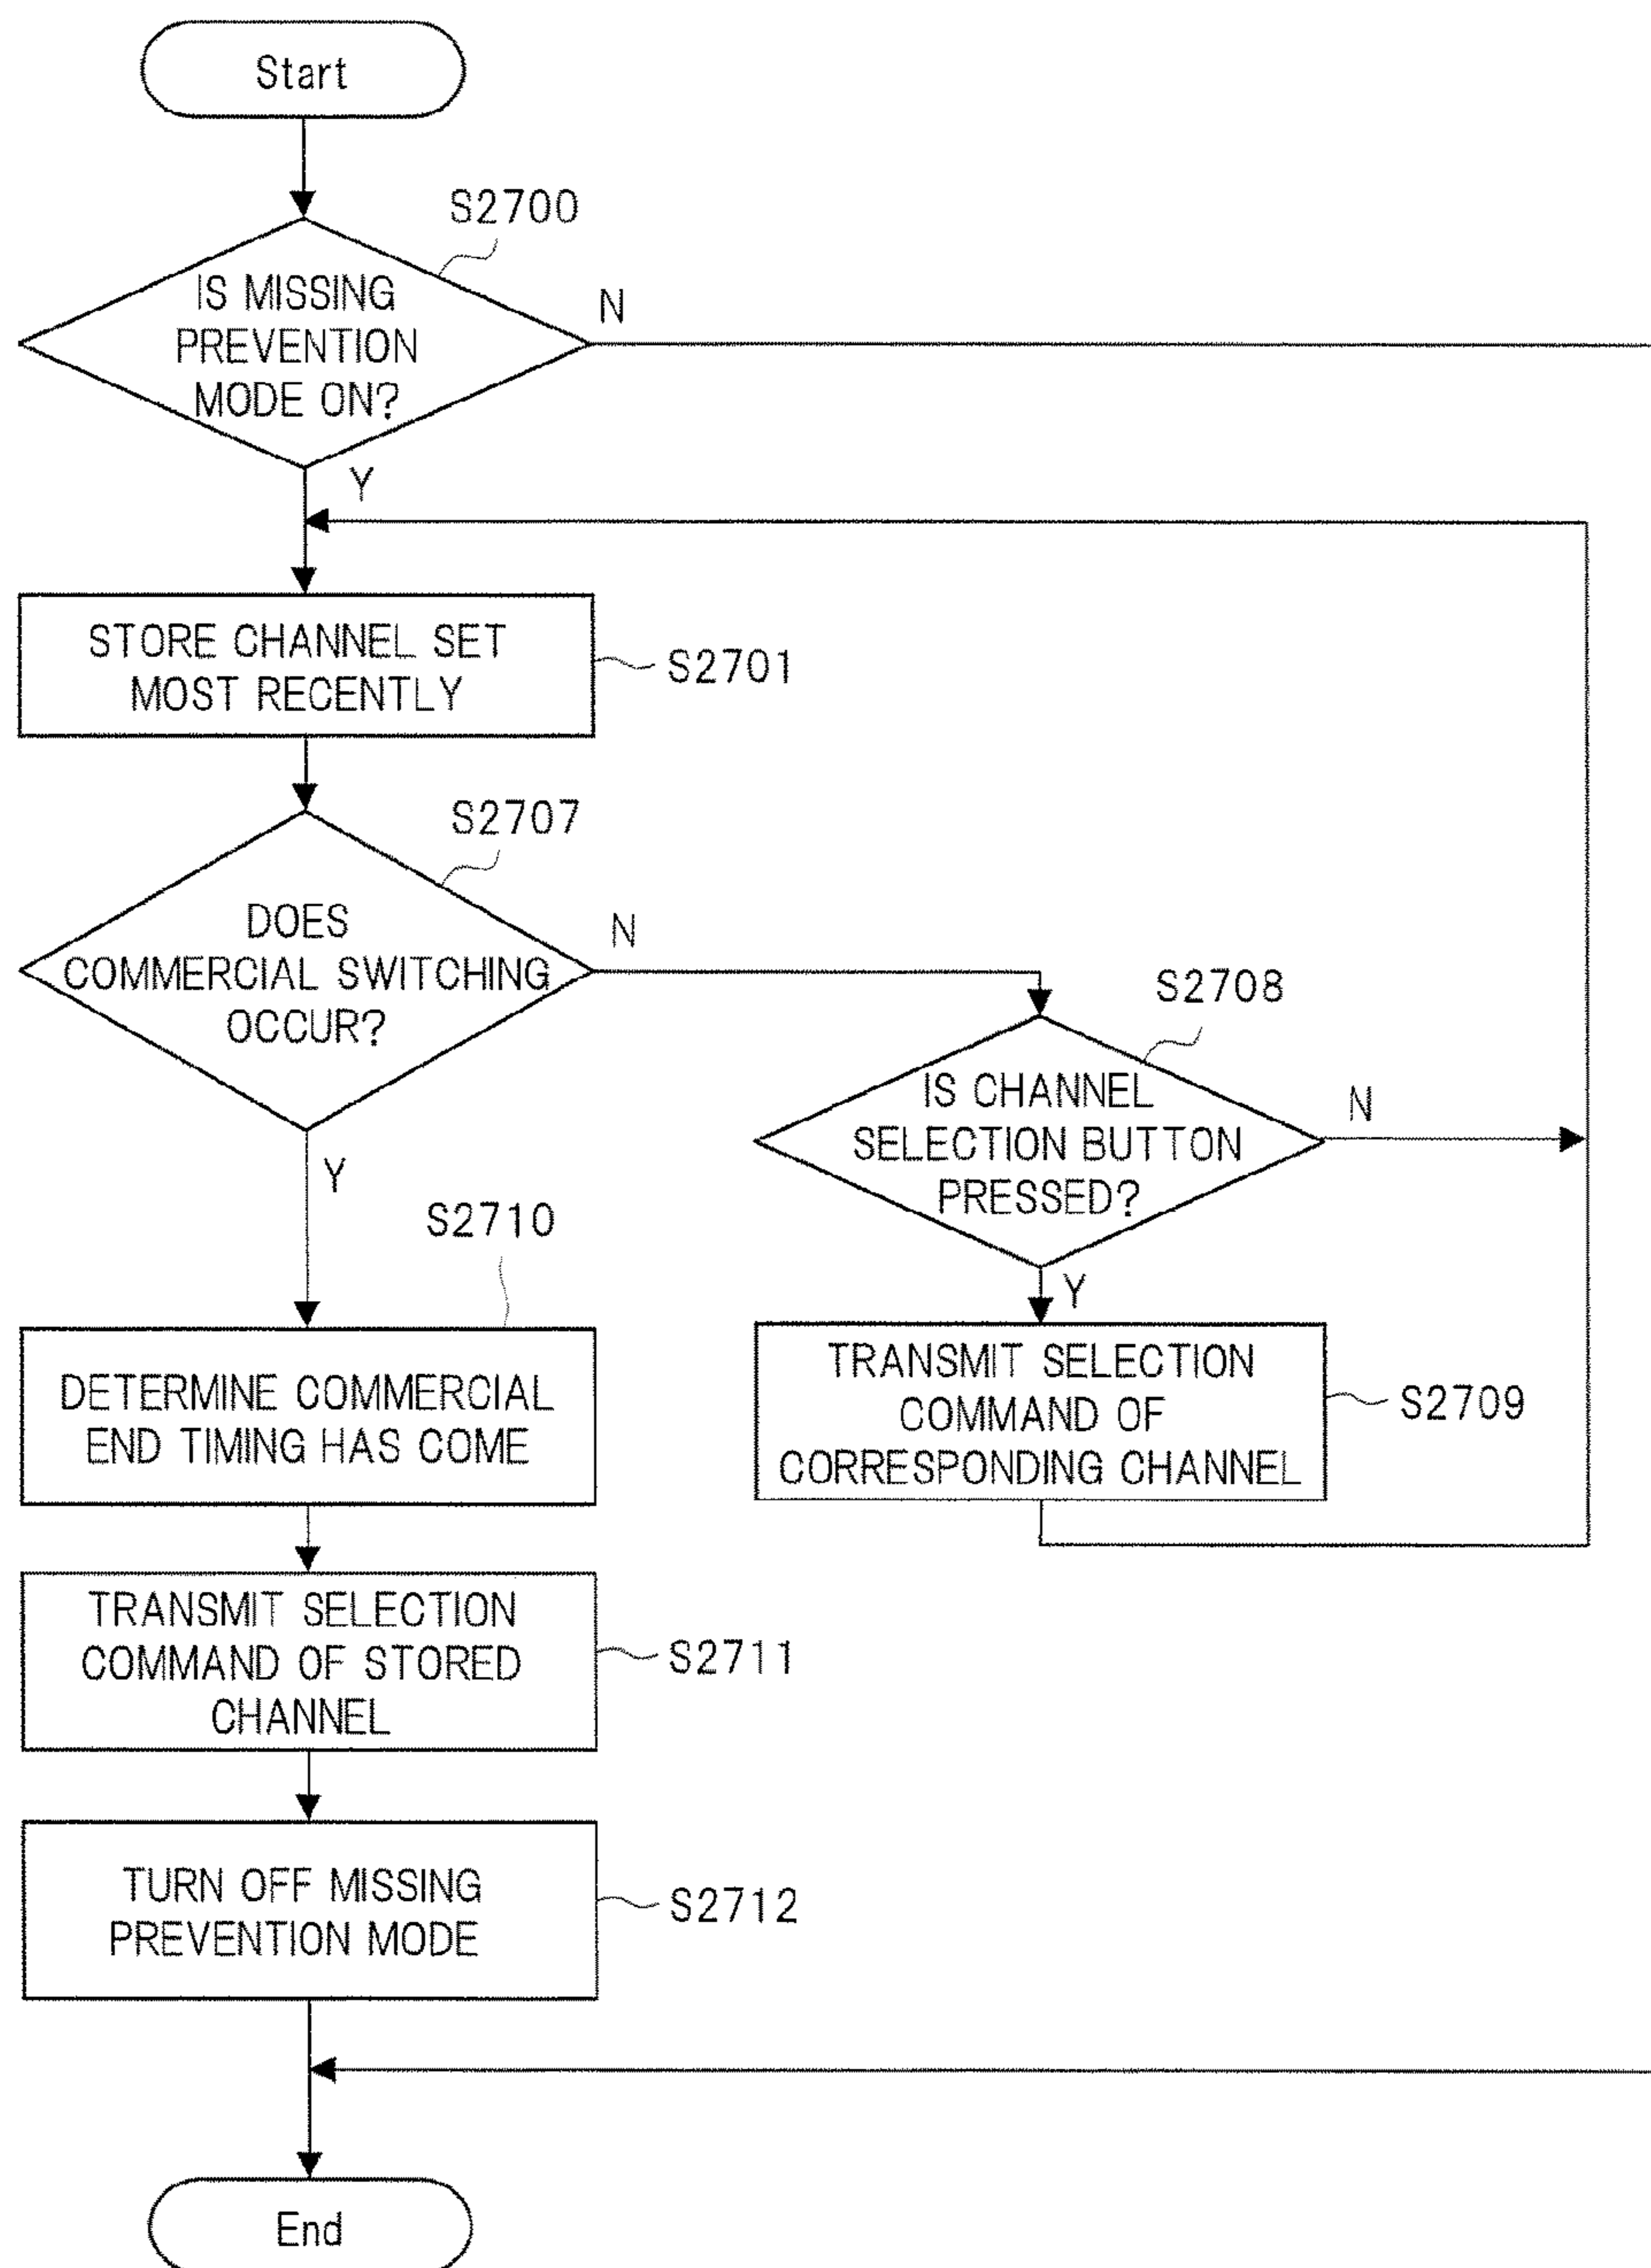 Start
S2700
IS MISSING
PREVENTION
MODE ON?
N
Y
STORE CHANNEL SET
MOST RECENTLY
S2701
S2707
DOES
COMMERCIAL SWITCHING
OCCUR?
N
Y
S2708
IS CHANNEL
SELECTION BUTTON
PRESSED?
N
Y
TRANSMIT SELECTION
COMMAND OF
CORRESPONDING CHANNEL
S2709
S2710
DETERMINE COMMERCIAL
END TIMING HAS COME
TRANSMIT SELECTION
COMMAND OF STORED
CHANNEL
S2711
TURN OFF MISSING
PREVENTION MODE
S2712
End